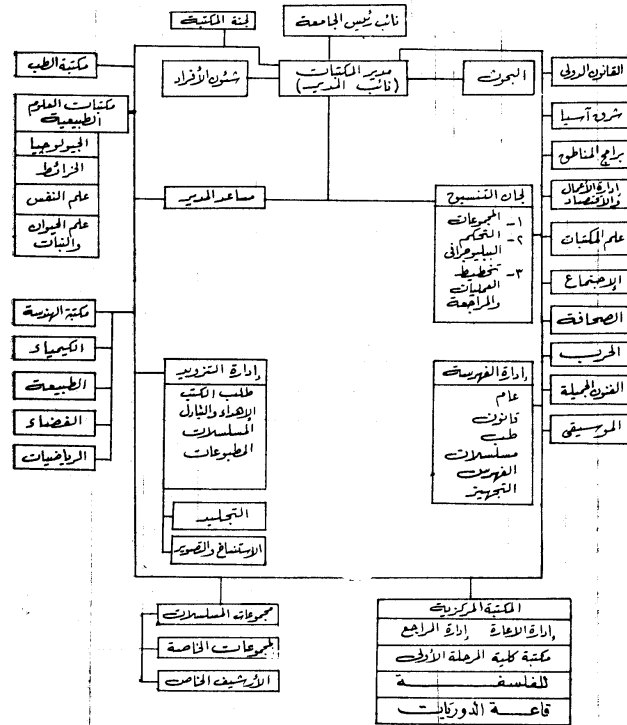 نائب رئيس الجامعة
لجنة المكتبة
مدير المكتبات
(نائب المدير)
البحوث
شئون الأفراد
القانون الدولى
شرق آسيا
برامج المناطق
إدارة الأعمال
والاقتصاد
علم المكتبات
الإجتماع
الصحافة
الحرب
الفنون الجميلة
الموسيقى
مكتبة الطب
مكتبات العلوم
الطبيعية
الجيولوجيا
الخرائط
علم النفس
علم الحيوان
والنبات
مساعد المدير
لجان التنسيق
١- المجموعات
٢- التحكم
الببليوجرافى
٣- تخطيط
العمليات
والمراجعة
مكتبة الهندسة
الكيمياء
الطبيعة
الفضاء
الرياضيات
إدارة الفهرسة
عام
قانون
طب
مسلسلات
الفهرس
التجهيز
إدارة التزويد
طلب الكتب
الإهداء والتبادل
المسلسلات
المطبوعات
التجليد
الاستنساخ والتصوير
المكتبة المركزية
إدارة الاعارة إدارة المراجع
مكتبة كلية المرحلة الأولى
للفلسفة
قاعة الدوريات
مجموعات المسلسلات
المجموعات الخاصة
الأرشيف الخاص